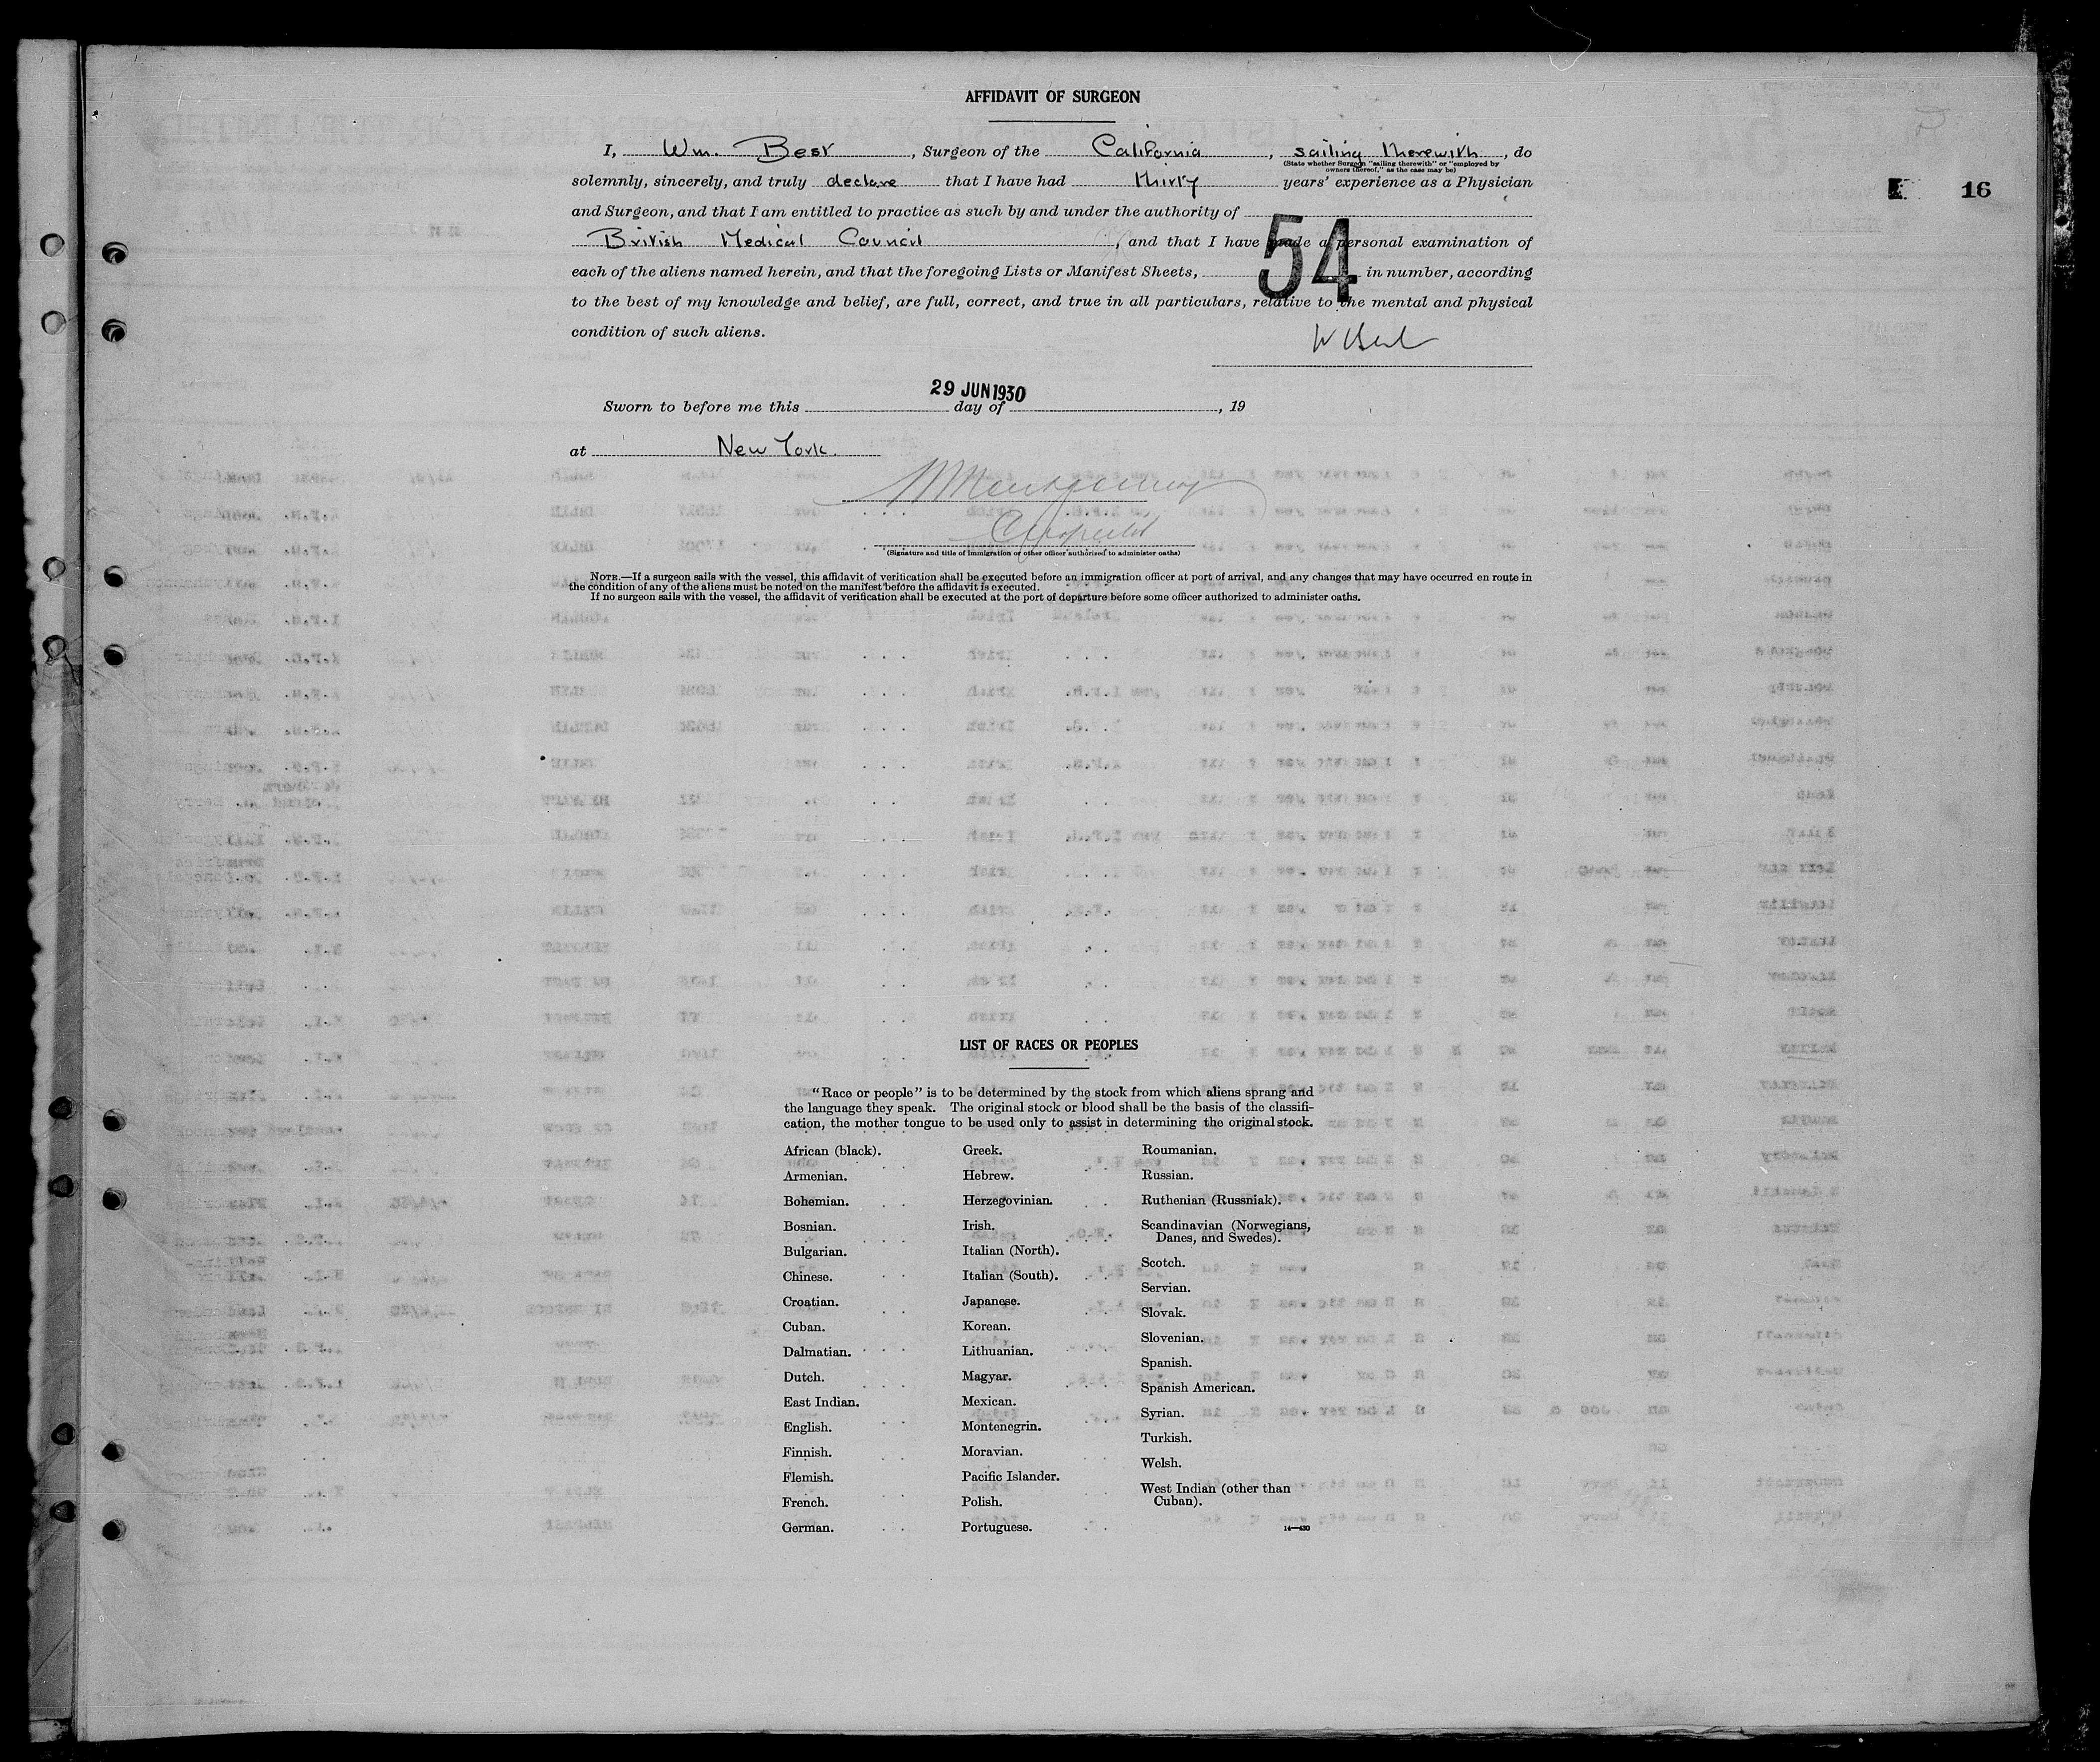 AFFIDAVIT OF SURGEON
I, Wm. Best, Surgeon of the California, sailing therewith, do
(State whether Surgeon "sailing therewith" or "employed by
owners thereof," as the case may be)
solemnly, sincerely, and truly declare that I have had thirty years' experience as a Physician
16
and Surgeon, and that I am entitled to practice as such by and under the authority of
British Medical Council, and that I have made a personal examination of
each of the aliens named herein, and that the foregoing Lists or Manifest Sheets, 54 in number, according
to the best of my knowledge and belief, are full, correct, and true in all particulars, relative to the mental and physical
condition of such aliens.
W Best
29 JUN 1930
Sworn to before me this day of , 19
at New York.
Montgomery
(Signature and title of immigration or other officer authorised to administer oaths)
NOTE.—If a surgeon sails with the vessel, this affidavit of verification shall be executed before an immigration officer at port of arrival, and any changes that may have occurred en route in
the condition of any of the aliens must be noted on the manifest before the affidavit is executed.
If no surgeon sails with the vessel, the affidavit of verification shall be executed at the port of departure before some officer authorized to administer oaths.
LIST OF RACES OR PEOPLES
"Race or people" is to be determined by the stock from which aliens sprang and
the language they speak. The original stock or blood shall be the basis of the classifi-
cation, the mother tongue to be used only to assist in determining the original stock.
African (black).
Armenian.
Bohemian.
Bosnian.
Bulgarian.
Chinese.
Croatian.
Cuban.
Dalmatian.
Dutch.
East Indian.
English.
Finnish.
Flemish.
French.
German.
Greek.
Hebrew.
Herzegovinian.
Irish.
Italian (North).
Italian (South).
Japanese.
Korean.
Lithuanian.
Magyar.
Mexican.
Montenegrin.
Moravian.
Pacific Islander.
Polish.
Portuguese.
Roumanian.
Russian.
Ruthenian (Russniak).
Scandinavian (Norwegians,
Danes, and Swedes).
Scotch.
Servian.
Slovak.
Slovenian.
Spanish.
Spanish American.
Syrian.
Turkish.
Welsh.
West Indian (other than
Cuban).
14—430